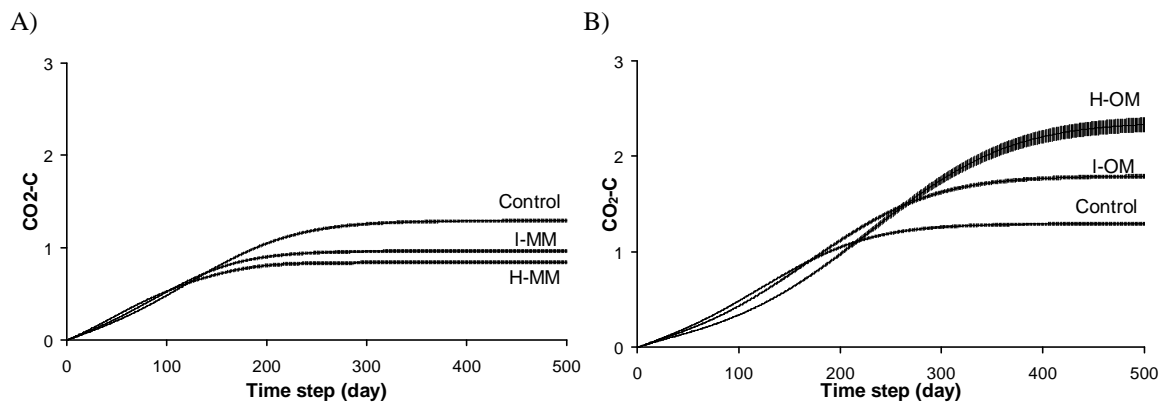 A)
3
2
1
0
CO2-C
Control
I-MM
H-MM
0 100 200 300 400 500
Time step (day)
B)
3
2
1
0
CO₂-C
H-OM
I-OM
Control
0 100 200 300 400 500
Time step (day)